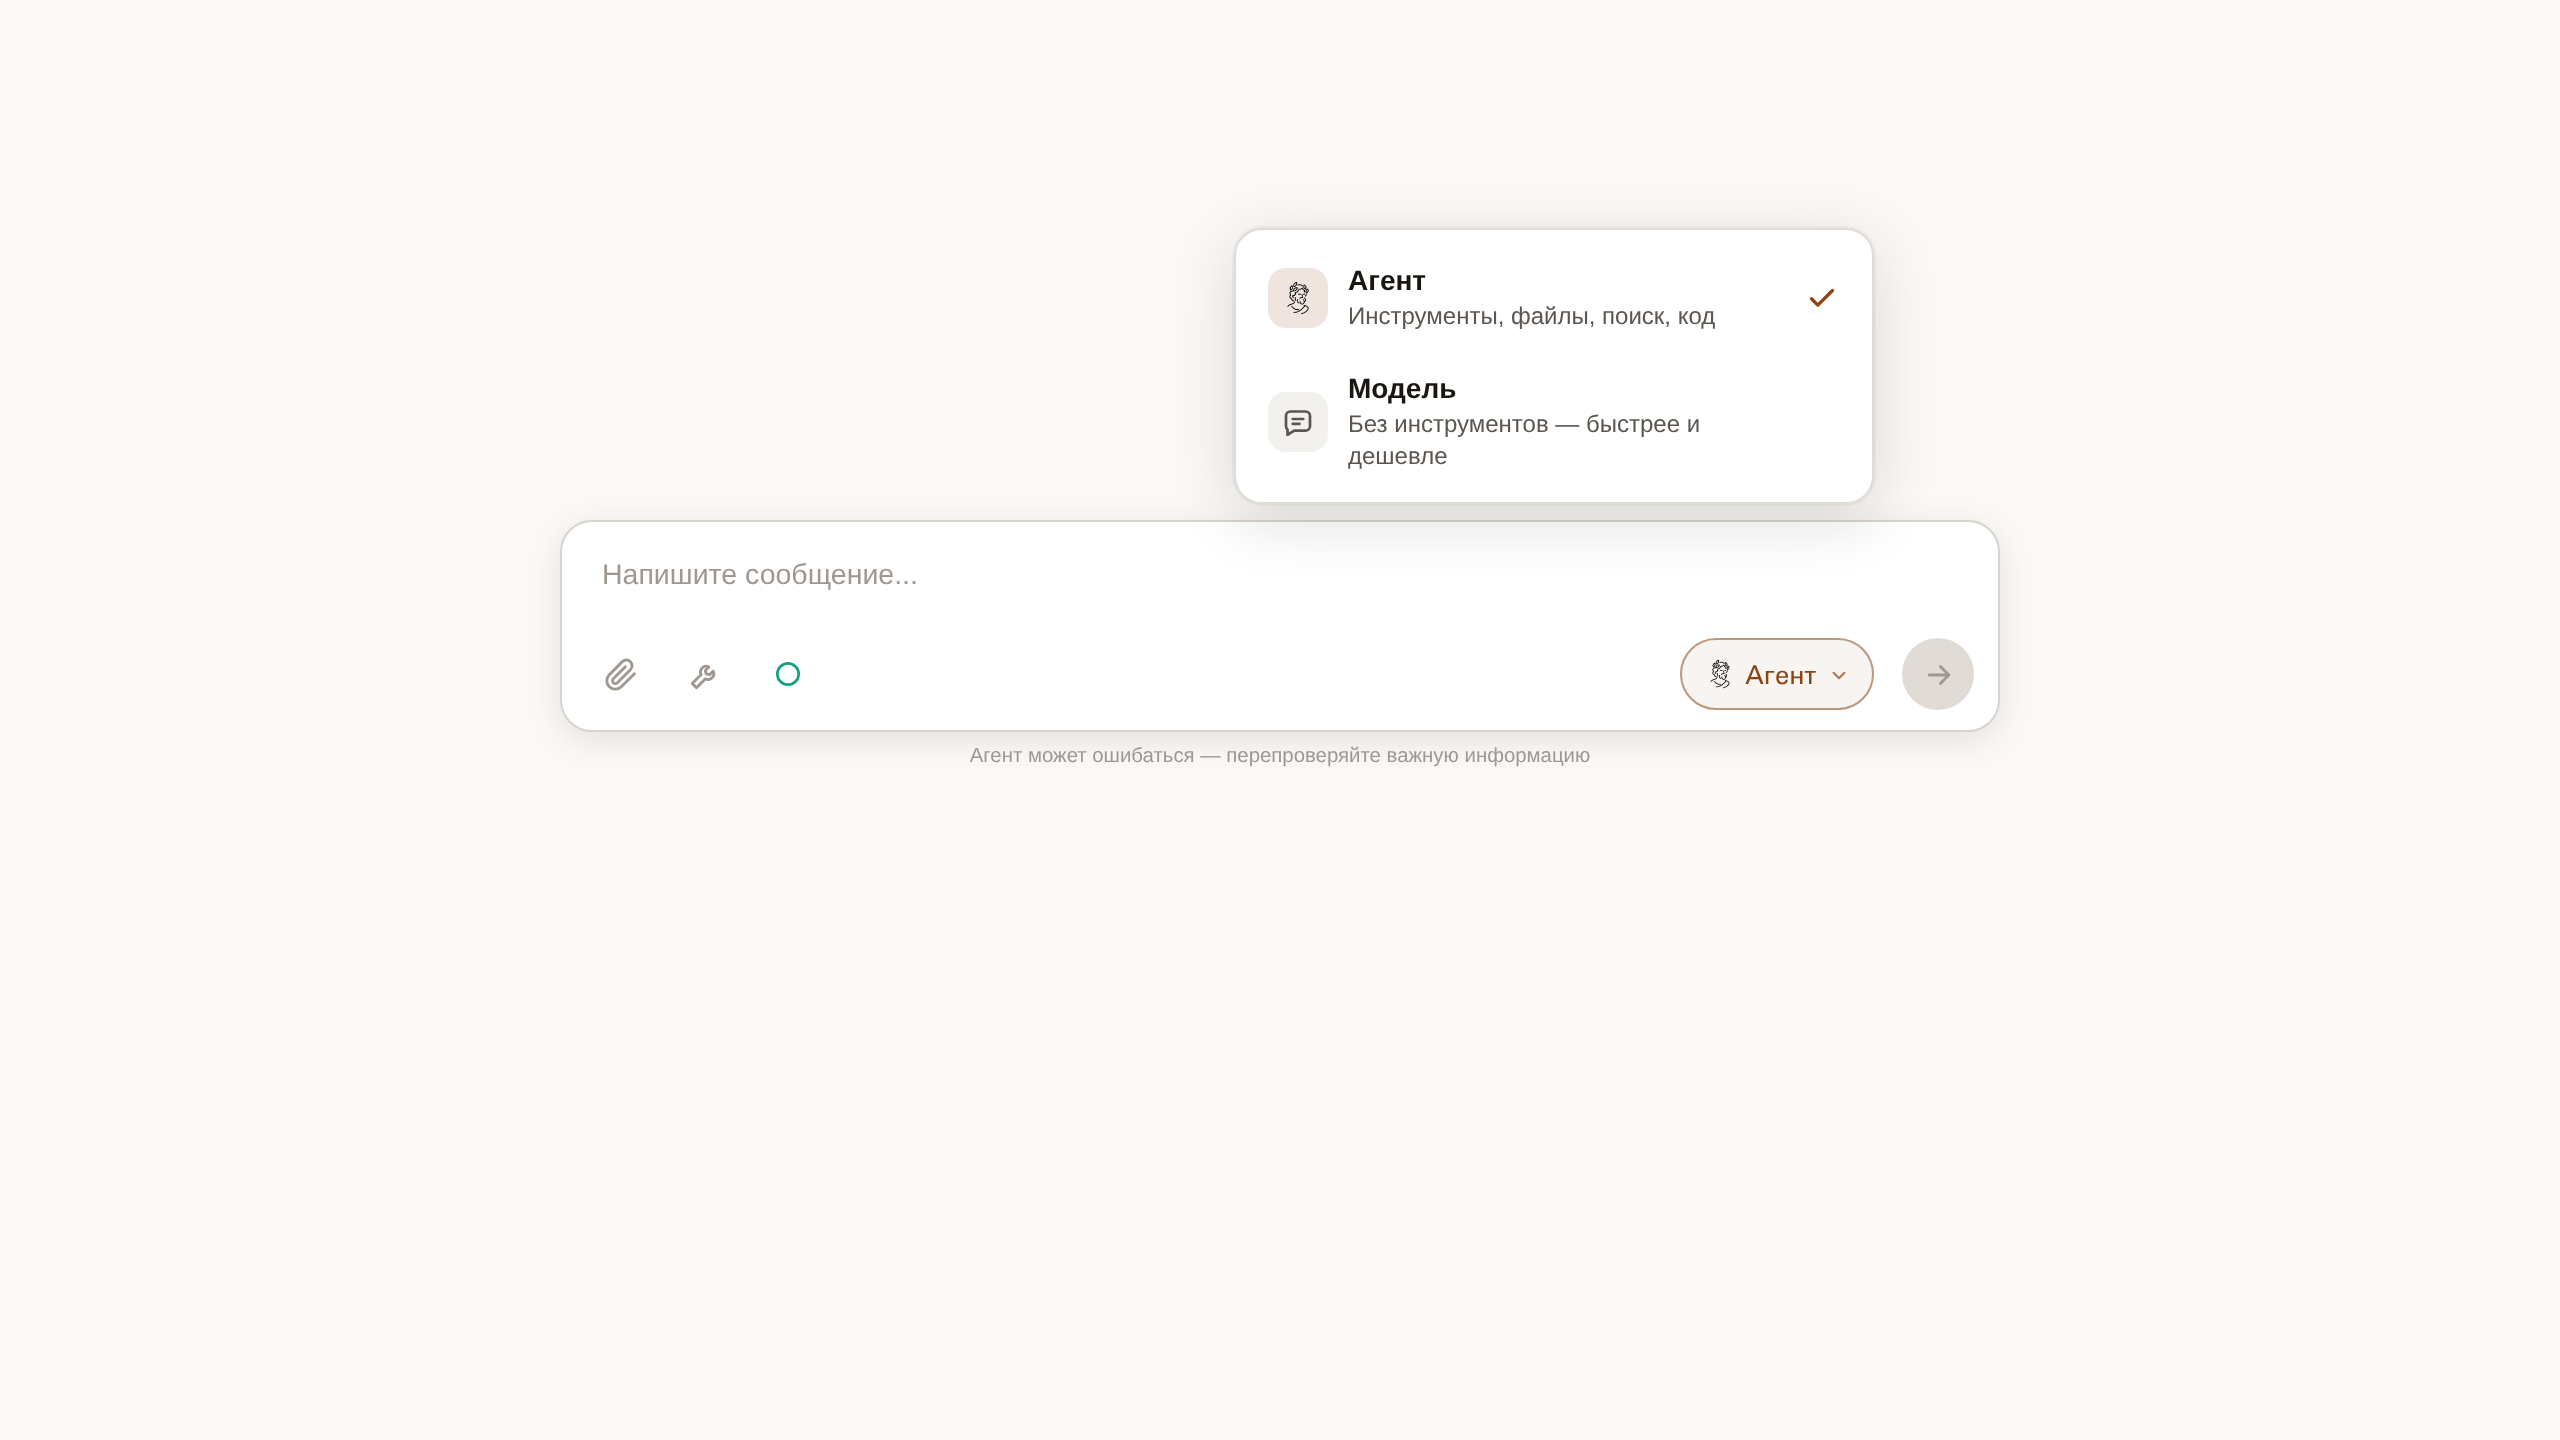 Агент
Инструменты, файлы, поиск, код
Модель
Без инструментов — быстрее и
дешевле
Напишите сообщение...
Агент
Агент может ошибаться — перепроверяйте важную информацию